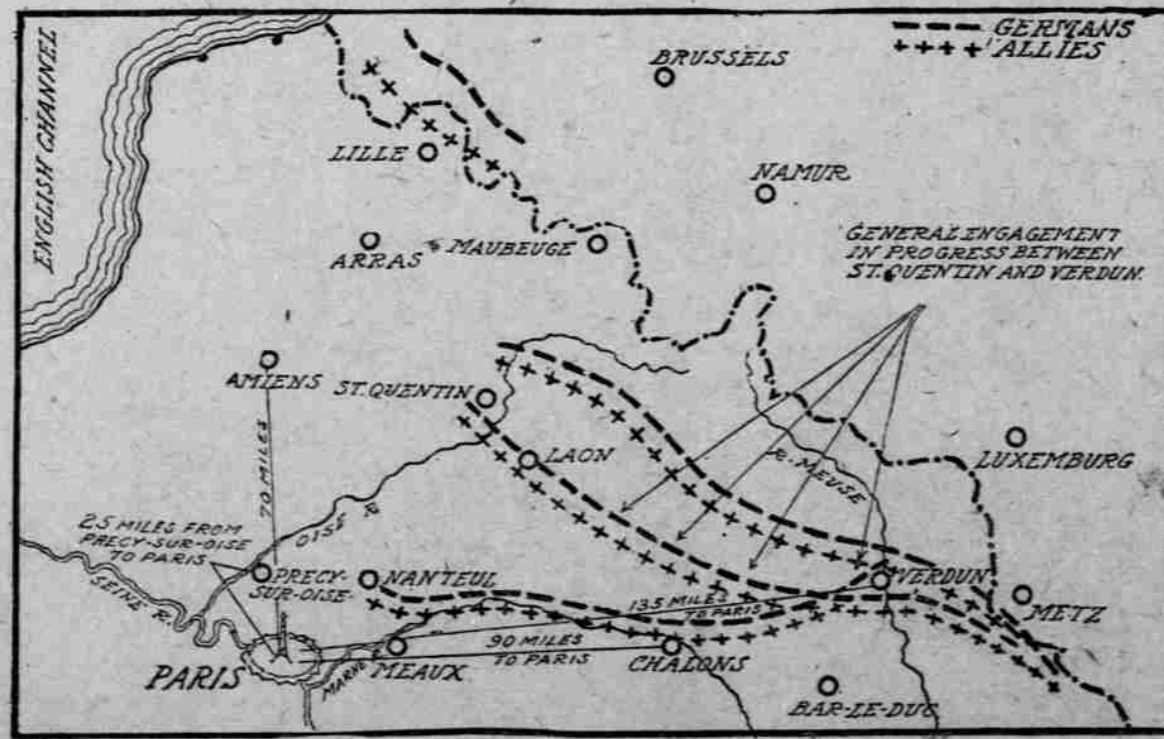 ENGLISH CHANNEL
GERMANS
ALLIES
BRUSSELS
LILLE
NAMUR
ARRAS
MAUBEUGE
GENERAL ENGAGEMENT
IN PROGRESS BETWEEN
ST. QUENTIN AND VERDUN.
AMIENS
ST. QUENTIN
70 MILES
LAON
R. MEUSE
LUXEMBURG
25 MILES FROM
PRECY-SUR-OISE
TO PARIS
OISE R.
SEINE R.
PRECY-
SUR-OISE
NANTEUL
VERDUN
135 MILES
TO PARIS
METZ
90 MILES
TO PARIS
PARIS
MARNE
MEAUX
CHALONS
BAR-LE-DUC